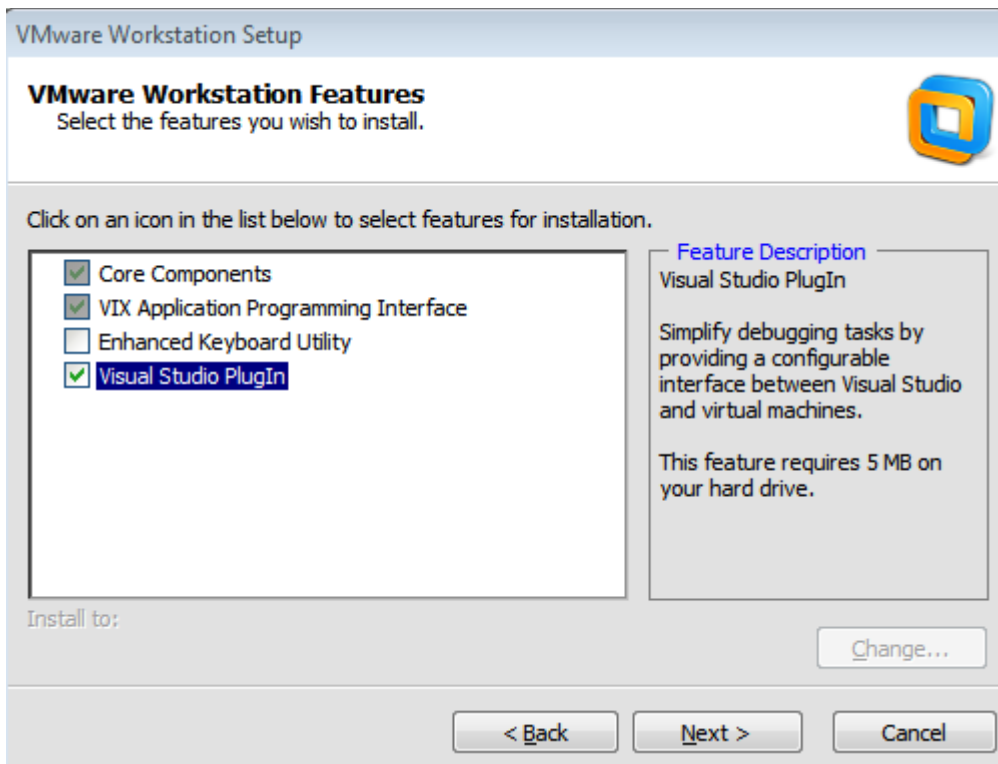 VMware Workstation Setup
VMware Workstation Features
Select the features you wish to install.
Click on an icon in the list below to select features for installation.
Core Components
VIX Application Programming Interface
Enhanced Keyboard Utility
Visual Studio PlugIn
Feature Description
Visual Studio PlugIn
Simplify debugging tasks by
providing a configurable
interface between Visual Studio
and virtual machines.
This feature requires 5 MB on
your hard drive.
Install to:
Change...
< Back
Next >
Cancel